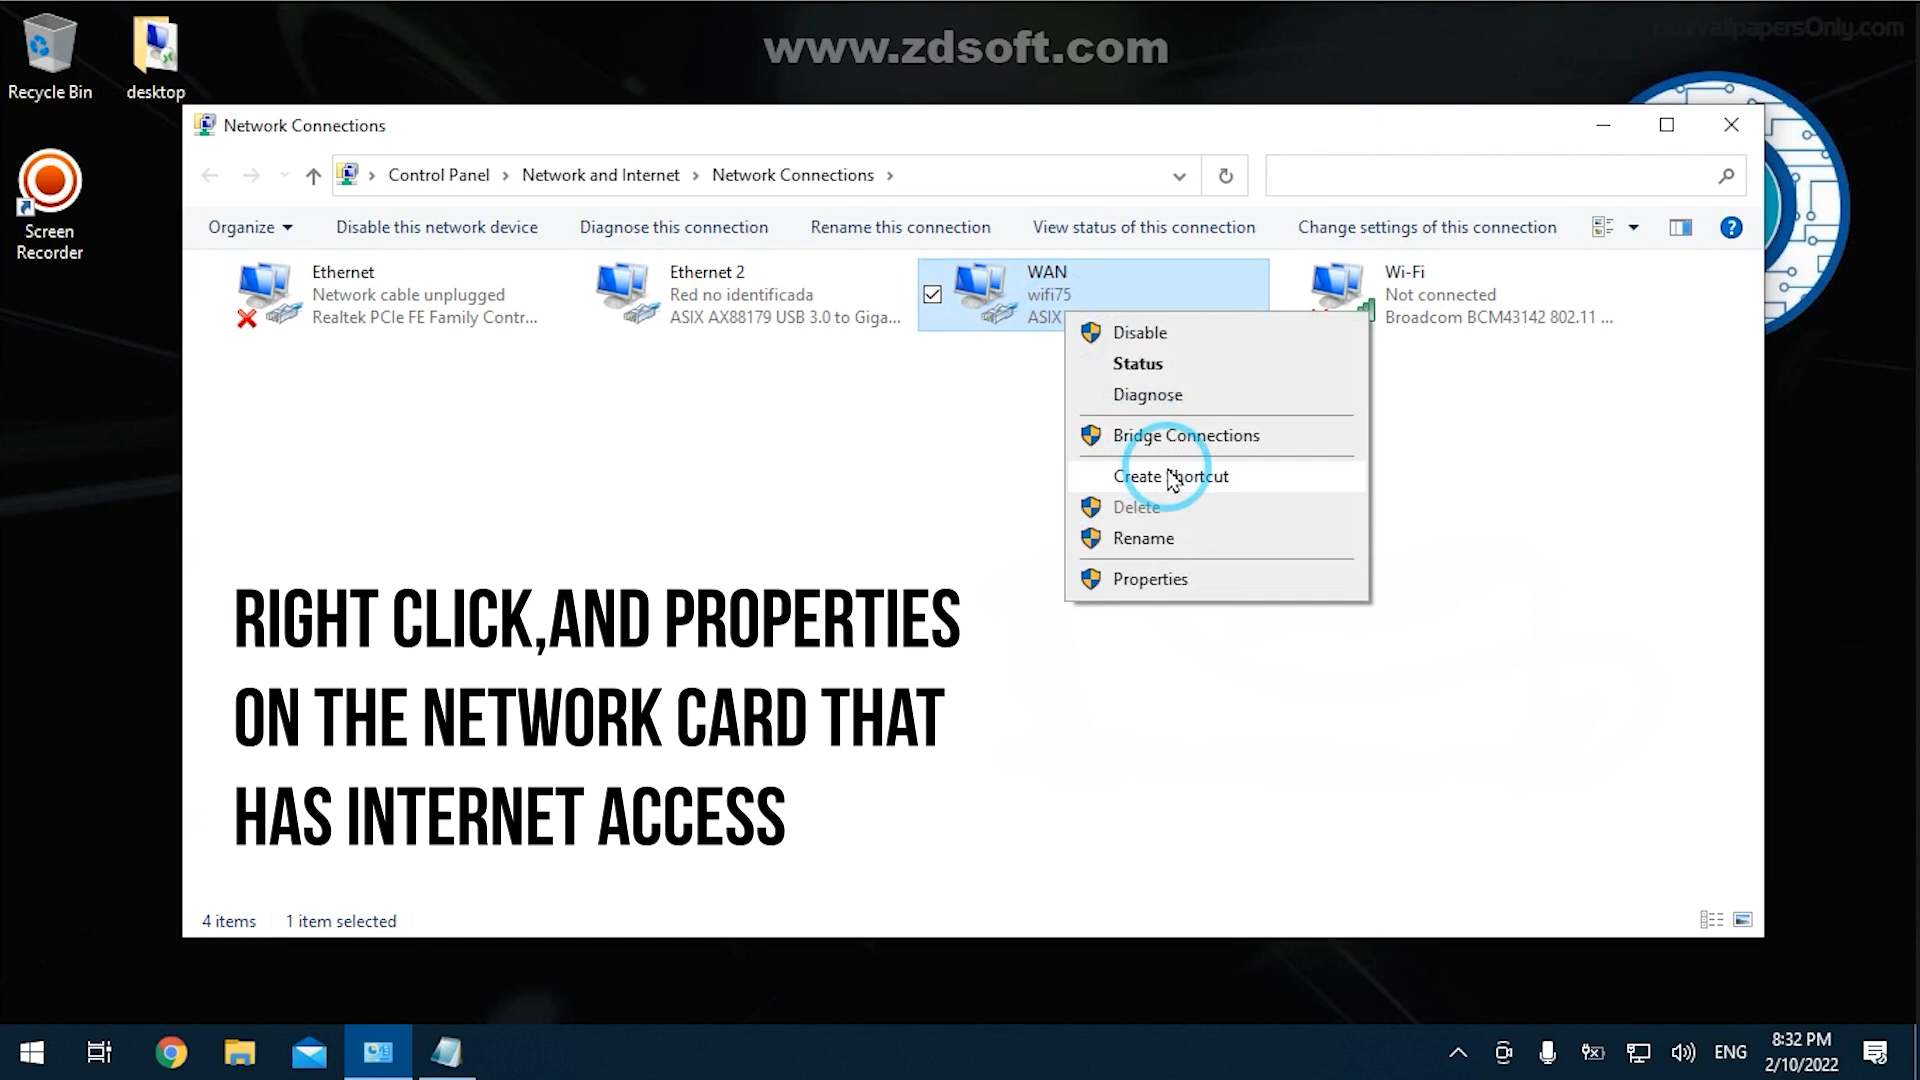 www.zdsoft.com
Recycle Bin
desktop
Screen
Recorder
Network Connections
Control Panel
Network and Internet
Network Connections
Organize
Disable this network device
Diagnose this connection
Rename this connection
View status of this connection
Change settings of this connection
Ethernet
Network cable unplugged
Realtek PCIe FE Family Contr...
Ethernet 2
Red no identificada
ASIX AX88179 USB 3.0 to Giga...
WAN
wifi75
ASIX
Wi-Fi
Not connected
Broadcom BCM43142 802.11 ...
Disable
Status
Diagnose
Bridge Connections
Create Shortcut
Delete
Rename
Properties
RIGHT CLICK,AND PROPERTIES
ON THE NETWORK CARD THAT
HAS INTERNET ACCESS
4 items
1 item selected
ENG
8:32 PM
2/10/2022